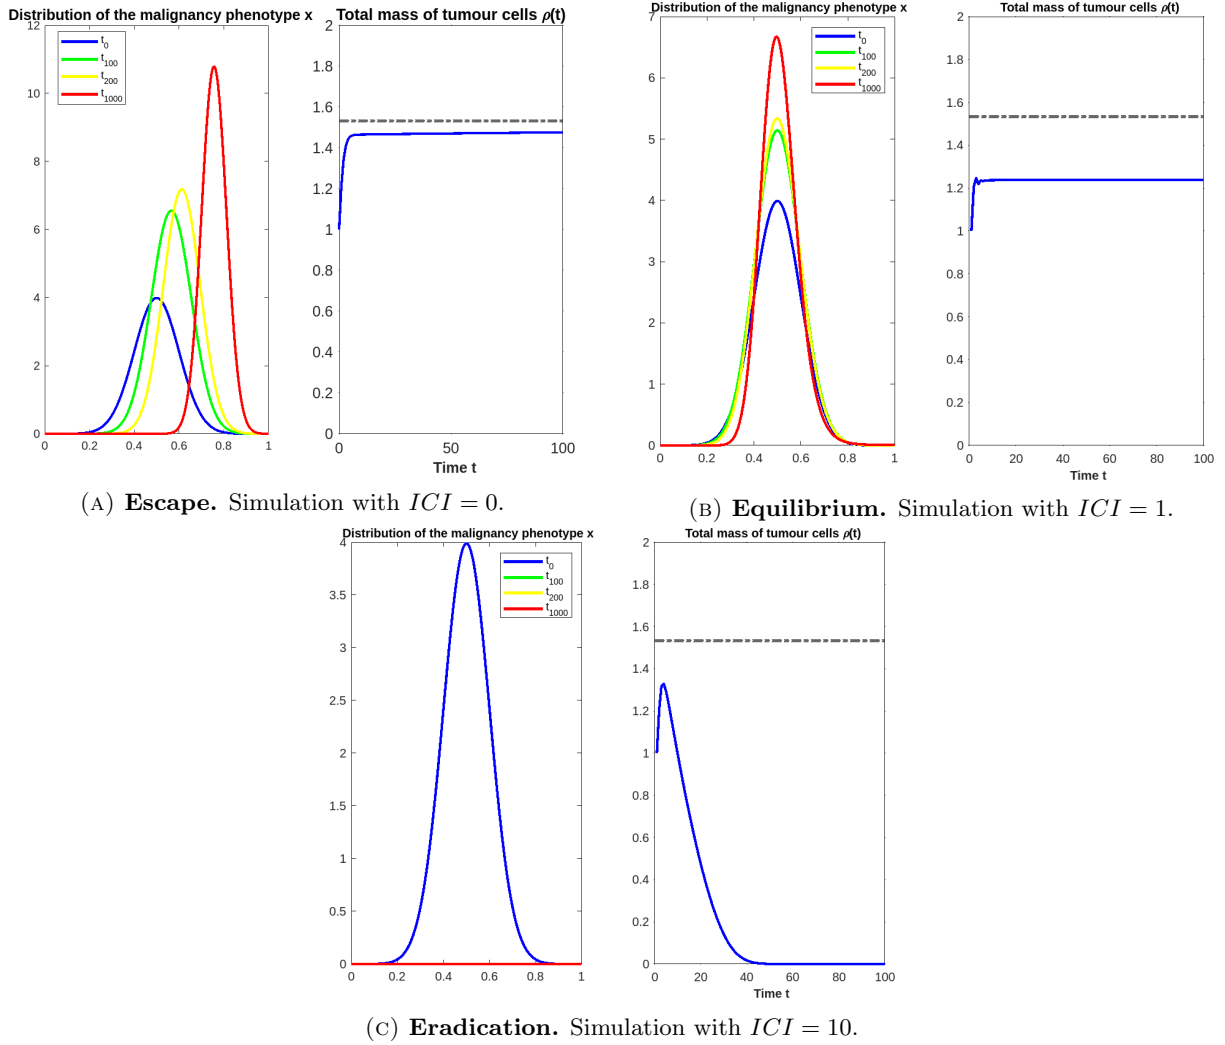 Distribution of the malignancy phenotype x
12
10
8
6
4
2
0
0 0.2 0.4 0.6 0.8 1
t0
t100
t200
t1000
Total mass of tumour cells ρ(t)
2
1.8
1.6
1.4
1.2
1
0.8
0.6
0.4
0.2
0
0 50 100
Time t
(A) Escape. Simulation with ICI = 0.
Distribution of the malignancy phenotype x
7
6
5
4
3
2
1
0
0 0.2 0.4 0.6 0.8 1
t0
t100
t200
t1000
Total mass of tumour cells ρ(t)
2
1.8
1.6
1.4
1.2
1
0.8
0.6
0.4
0.2
0
0 20 40 60 80 100
Time t
(B) Equilibrium. Simulation with ICI = 1.
Distribution of the malignancy phenotype x
4
3.5
3
2.5
2
1.5
1
0.5
0
0 0.2 0.4 0.6 0.8 1
t0
t100
t200
t1000
Total mass of tumour cells ρ(t)
2
1.8
1.6
1.4
1.2
1
0.8
0.6
0.4
0.2
0
0 20 40 60 80 100
Time t
(C) Eradication. Simulation with ICI = 10.